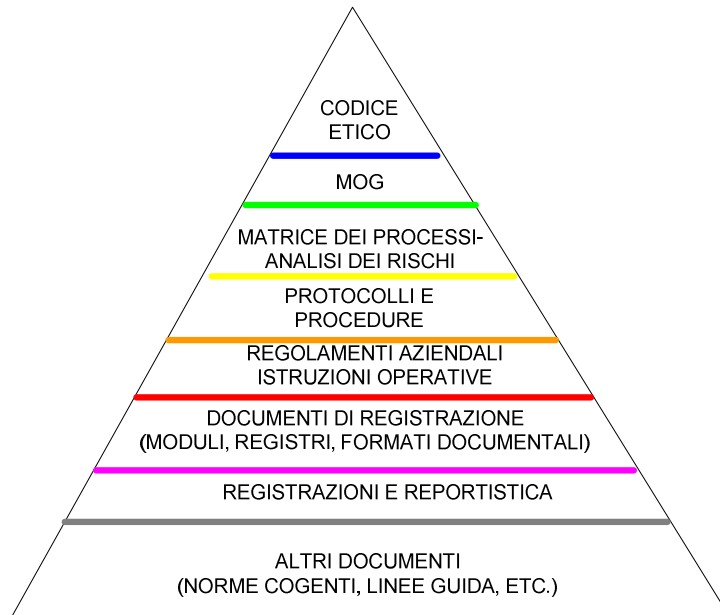 CODICE
ETICO
MOG
MATRICE DEI PROCESSI-
ANALISI DEI RISCHI
PROTOCOLLI E
PROCEDURE
REGOLAMENTI AZIENDALI
ISTRUZIONI OPERATIVE
DOCUMENTI DI REGISTRAZIONE
(MODULI, REGISTRI, FORMATI DOCUMENTALI)
REGISTRAZIONI E REPORTISTICA
ALTRI DOCUMENTI
(NORME COGENTI, LINEE GUIDA, ETC.)